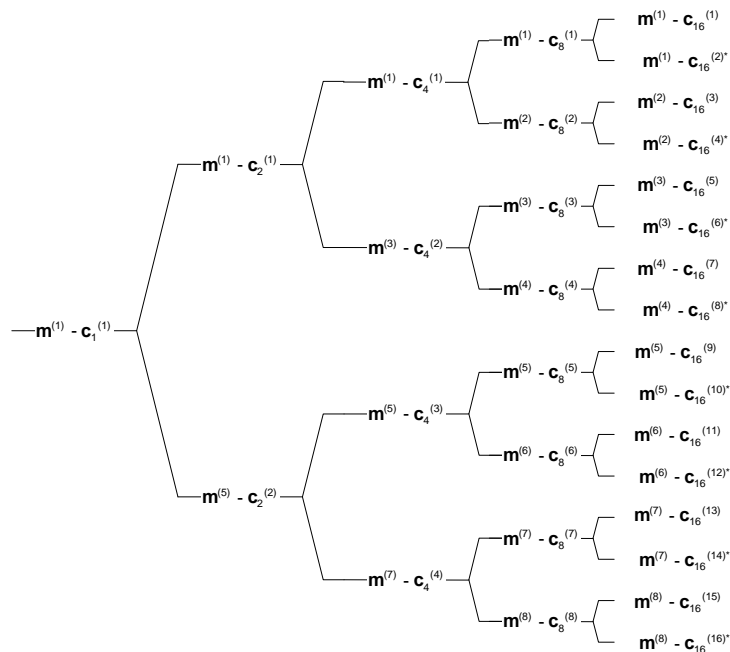 m(1) - c16(1)
m(1) - c8(1)
m(1) - c16(2)*
m(1) - c4(1)
m(2) - c16(3)
m(2) - c8(2)
m(2) - c16(4)*
m(1) - c2(1)
m(3) - c16(5)
m(3) - c8(3)
m(3) - c16(6)*
m(3) - c4(2)
m(4) - c16(7)
m(4) - c8(4)
m(4) - c16(8)*
m(1) - c1(1)
m(5) - c16(9)
m(5) - c8(5)
m(5) - c16(10)*
m(5) - c4(3)
m(6) - c16(11)
m(6) - c8(6)
m(6) - c16(12)*
m(5) - c2(2)
m(7) - c16(13)
m(7) - c8(7)
m(7) - c16(14)*
m(7) - c4(4)
m(8) - c16(15)
m(8) - c8(8)
m(8) - c16(16)*